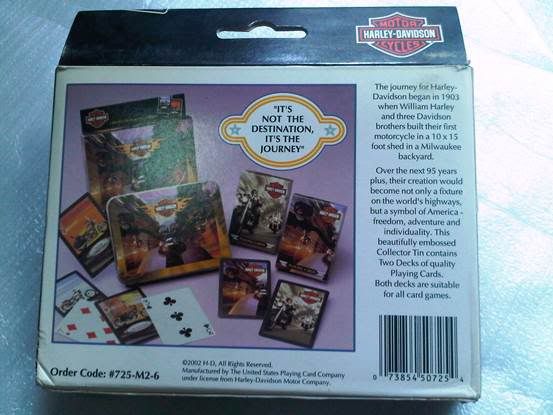 MOTOR
HARLEY-DAVIDSON
CYCLES
"IT'S
NOT THE
DESTINATION,
IT'S THE
JOURNEY"
The journey for Harley-
Davidson began in 1903
when William Harley
and three Davidson
brothers built their first
motorcycle in a 10 x 15
foot shed in a Milwaukee
backyard.
Over the next 95 years
plus, their creation would
become not only a fixture
on the world's highways,
but a symbol of America -
freedom, adventure and
individuality. This
beautifully embossed
Collector Tin contains
Two Decks of quality
Playing Cards.
Both decks are suitable
for all card games.
Order Code: #725-M2-6
©2002 H-D, All Rights Reserved.
Manufactured by The United States Playing Card Company
under license from Harley-Davidson Motor Company.
0 73854 50725 4